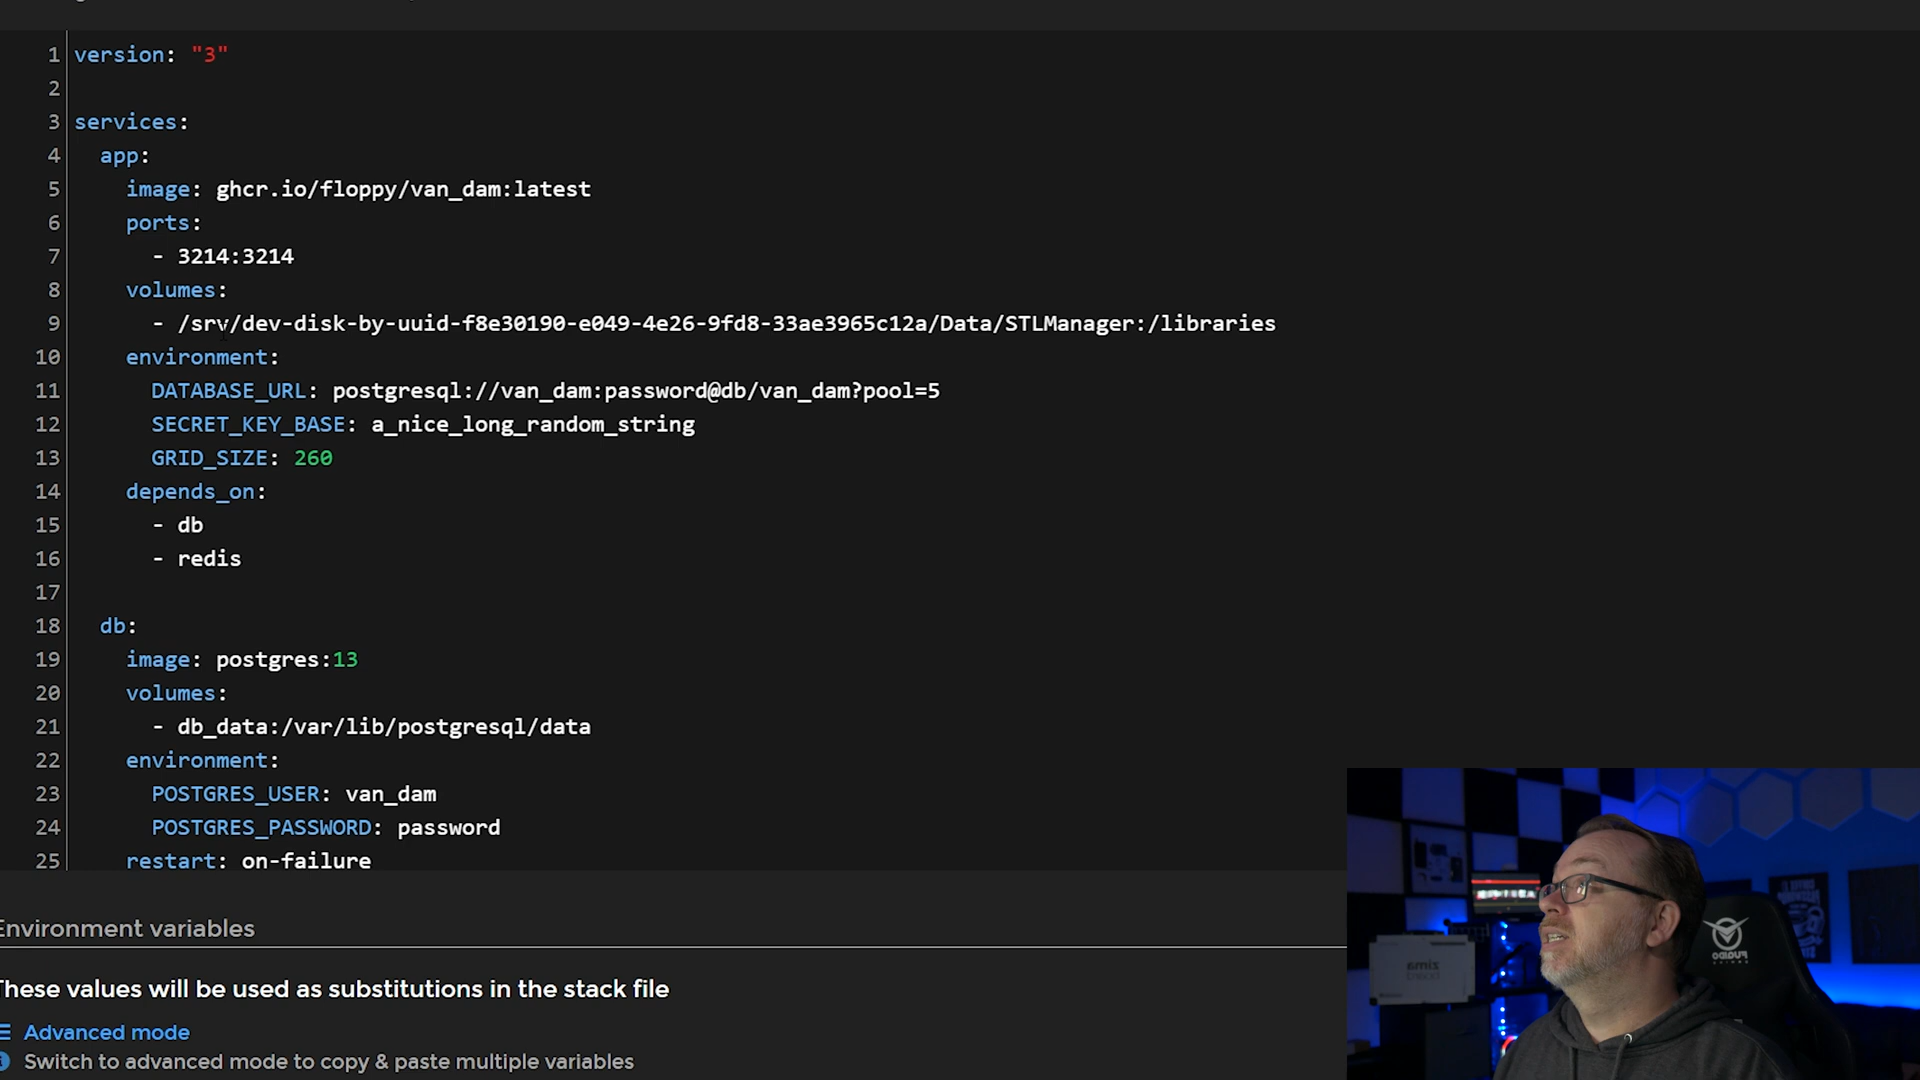 1 version: "3"
2
3 services:
4 app:
5 image: ghcr.io/floppy/van_dam:latest
6 ports:
7 - 3214:3214
8 volumes:
9 - /srv/dev-disk-by-uuid-f8e30190-e049-4e26-9fd8-33ae3965c12a/Data/STLManager:/libraries
10 environment:
11 DATABASE_URL: postgresql://van_dam:password@db/van_dam?pool=5
12 SECRET_KEY_BASE: a_nice_long_random_string
13 GRID_SIZE: 260
14 depends_on:
15 - db
16 - redis
17
18 db:
19 image: postgres:13
20 volumes:
21 - db_data:/var/lib/postgresql/data
22 environment:
23 POSTGRES_USER: van_dam
24 POSTGRES_PASSWORD: password
25 restart: on-failure
Environment variables
These values will be used as substitutions in the stack file
Advanced mode
Switch to advanced mode to copy & paste multiple variables
zima